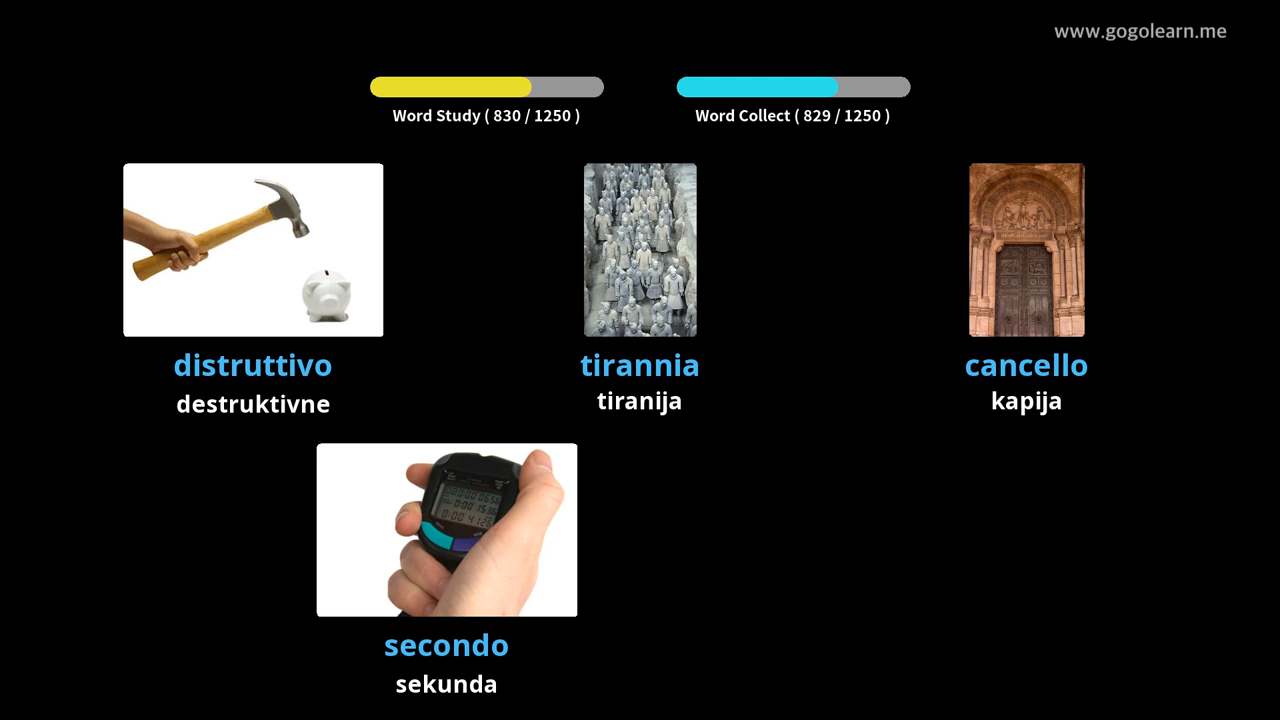 www.gogolearn.me
Word Study ( 830 / 1250 )
Word Collect ( 829 / 1250 )
distruttivo
destruktivne
tirannia
tiranija
cancello
kapija
secondo
sekunda